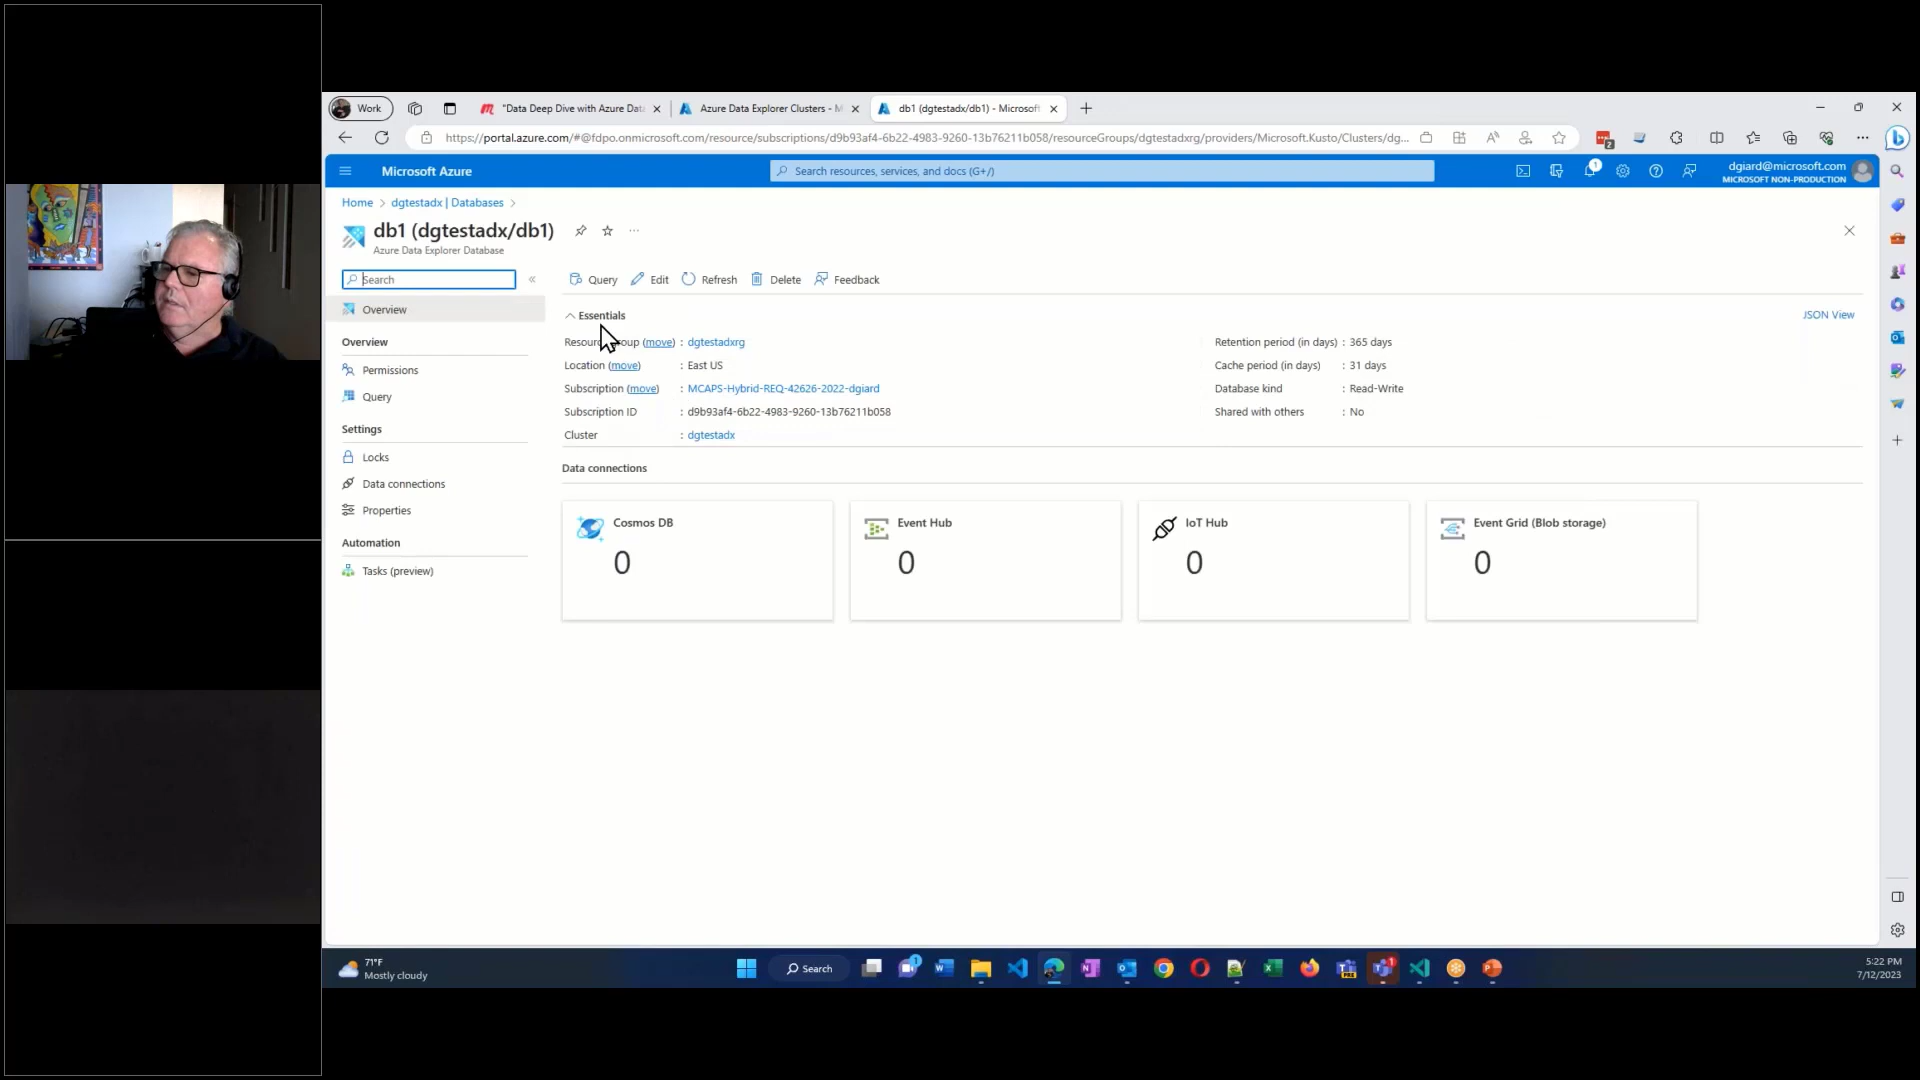 Work
"Data Deep Dive with Azure Dat
Azure Data Explorer Clusters - M
db1 (dgtestadx/db1) - Microsoft
https://portal.azure.com/#@fdpo.onmicrosoft.com/resource/subscriptions/d9b93af4-6b22-4983-9260-13b76211b058/resourceGroups/dgtestadxrg/providers/Microsoft.Kusto/Clusters/dg...
2
Microsoft Azure
Search resources, services, and docs (G+/)
1
dgiard@microsoft.com
MICROSOFT NON-PRODUCTION
Home > dgtestadx | Databases >
db1 (dgtestadx/db1)
Azure Data Explorer Database
Search
Query
Edit
Refresh
Delete
Feedback
Overview
Overview
Permissions
Query
Settings
Locks
Data connections
Properties
Automation
Tasks (preview)
Essentials
JSON View
(move) : dgtestadxrg
Location (move) : East US
Subscription (move) : MCAPS-Hybrid-REQ-42626-2022-dgiard
Subscription ID : d9b93af4-6b22-4983-9260-13b76211b058
Cluster : dgtestadx
Retention period (in days) : 365 days
Cache period (in days) : 31 days
Database kind : Read-Write
Shared with others : No
Data connections
Cosmos DB
0
Event Hub
0
IoT Hub
0
Event Grid (Blob storage)
0
71°F
Mostly cloudy
Search
1
1
5:22 PM
7/12/2023